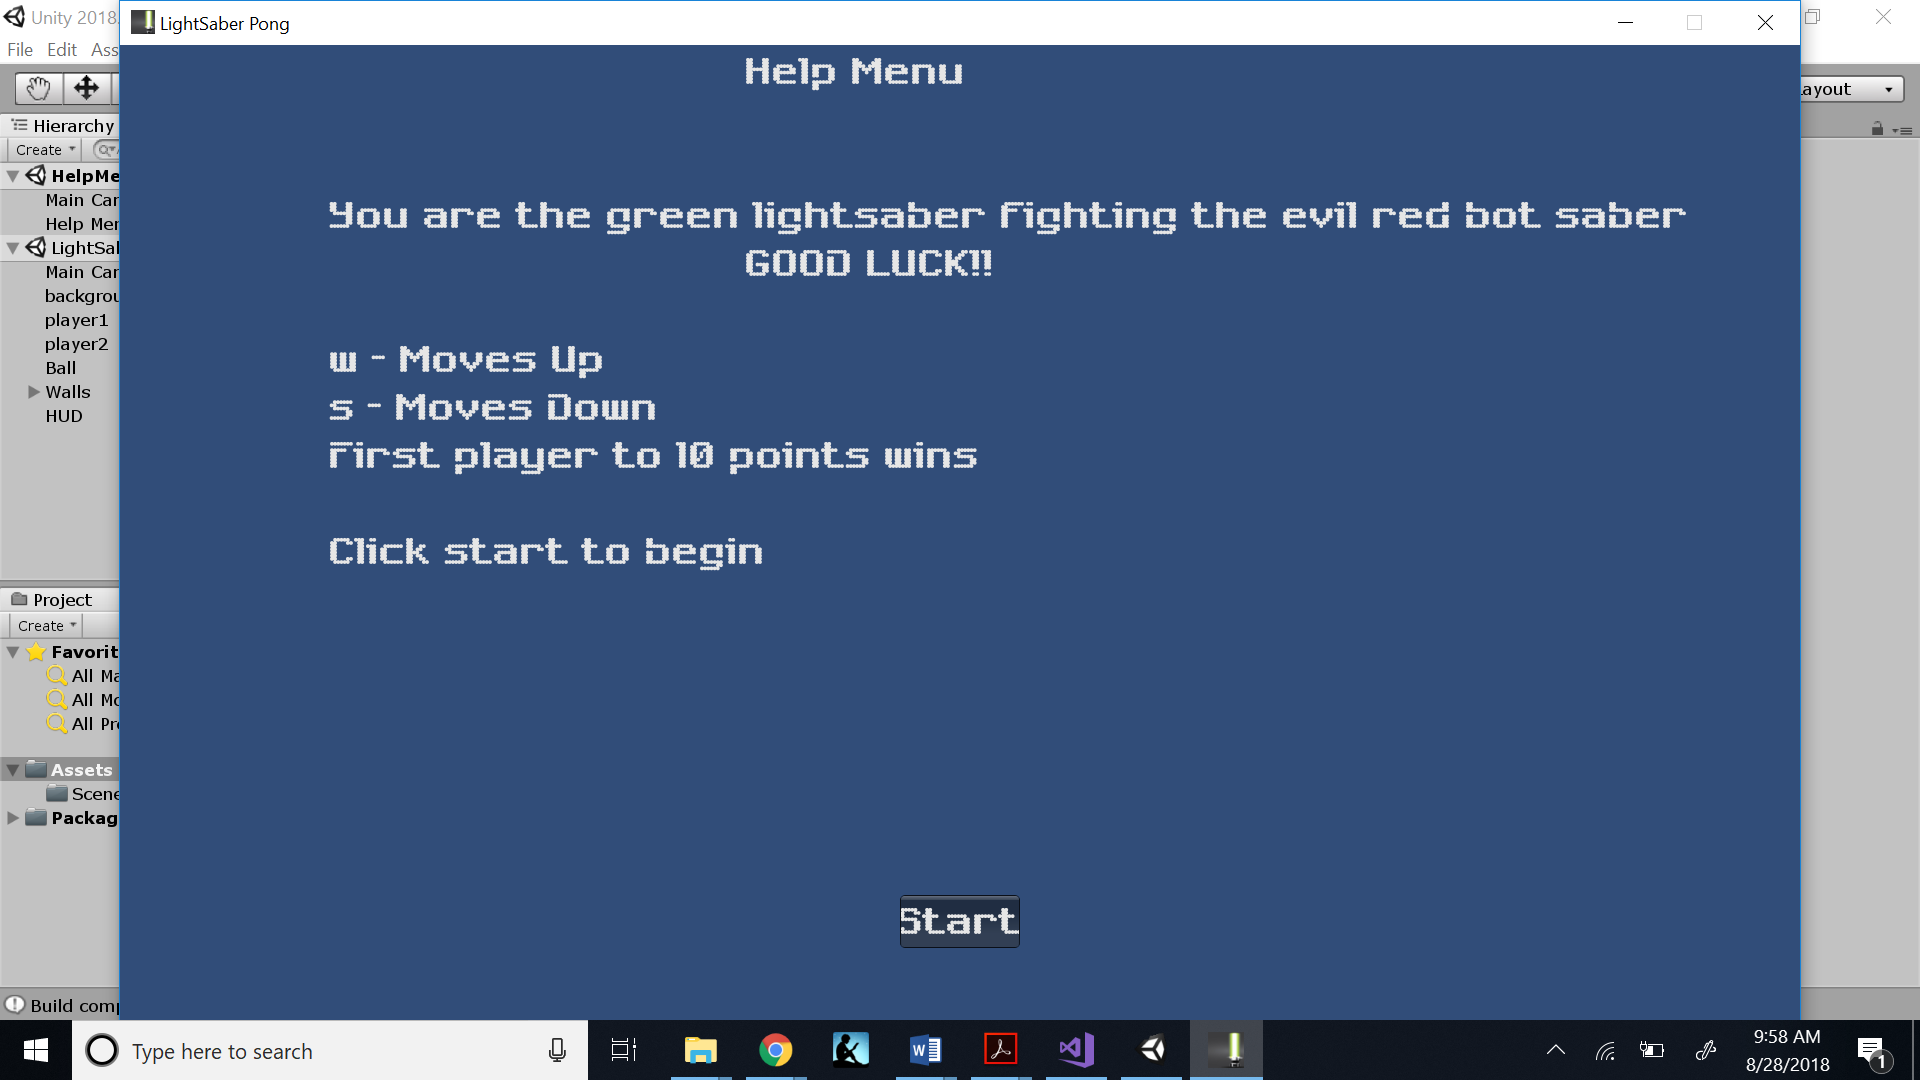 Unity 2018.
LightSaber Pong
File Edit Ass
ayout
Hierarchy
Create
HelpMe
Main Car
Help Mer
LightSal
Main Car
backgrou
player1
player2
Ball
Walls
HUD
Project
Create
Favorit
All Ma
All Mo
All Pre
Assets
Scene
Packag
Build comp
Help Menu
You are the green lightsaber fighting the evil red bot saber
GOOD LUCK!!
w - Moves Up
s - Moves Down
First player to 10 points wins
Click start to begin
Start
Type here to search
9:58 AM
8/28/2018
1